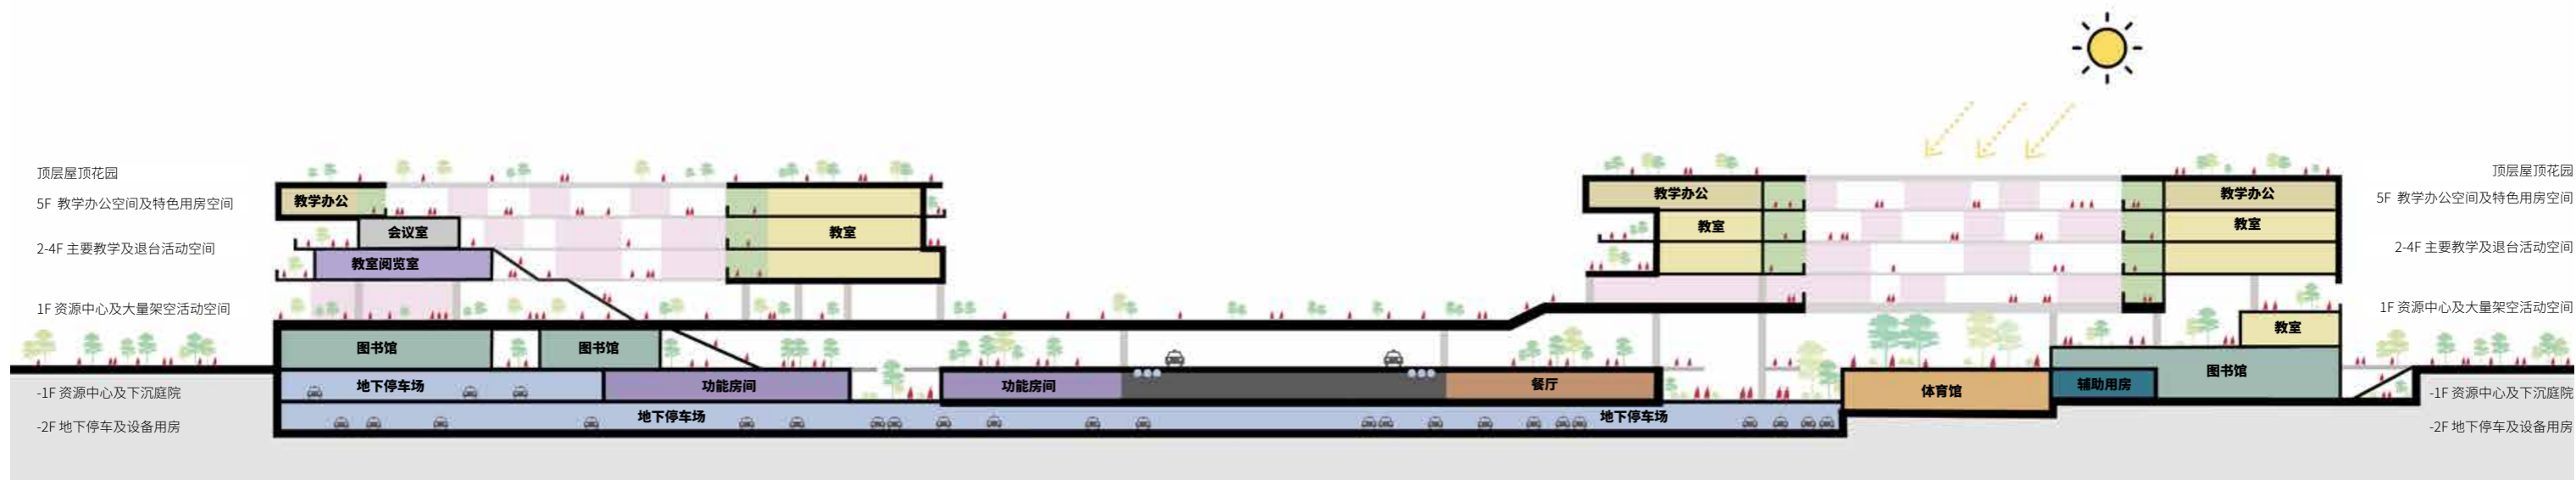 顶层屋顶花园
5F 教学办公空间及特色用房空间
2-4F 主要教学及退台活动空间
1F 资源中心及大量架空活动空间
-1F 资源中心及下沉庭院
-2F 地下停车及设备用房
教学办公
会议室
教室阅览室
教室
图书馆
图书馆
地下停车场
功能房间
地下停车场
功能房间
餐厅
地下停车场
教学办公
教室
教学办公
教室
教室
体育馆
辅助用房
图书馆
顶层屋顶花园
5F 教学办公空间及特色用房空间
2-4F 主要教学及退台活动空间
1F 资源中心及大量架空活动空间
-1F 资源中心及下沉庭院
-2F 地下停车及设备用房